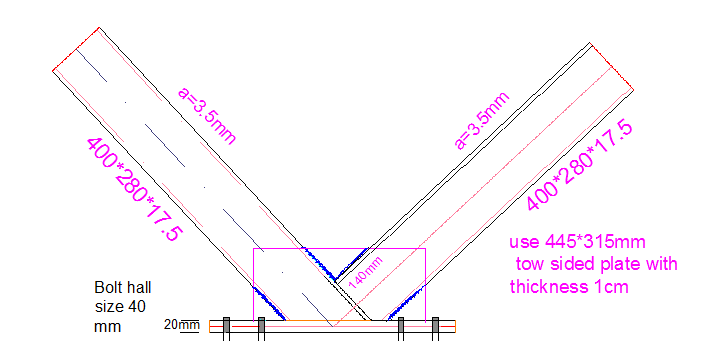 a=3.5mm
400*280*17.5
a=3.5mm
400*280*17.5
use 445*315mm
tow sided plate with
thickness 1cm
140mm
Bolt hall
size 40
mm
20mm